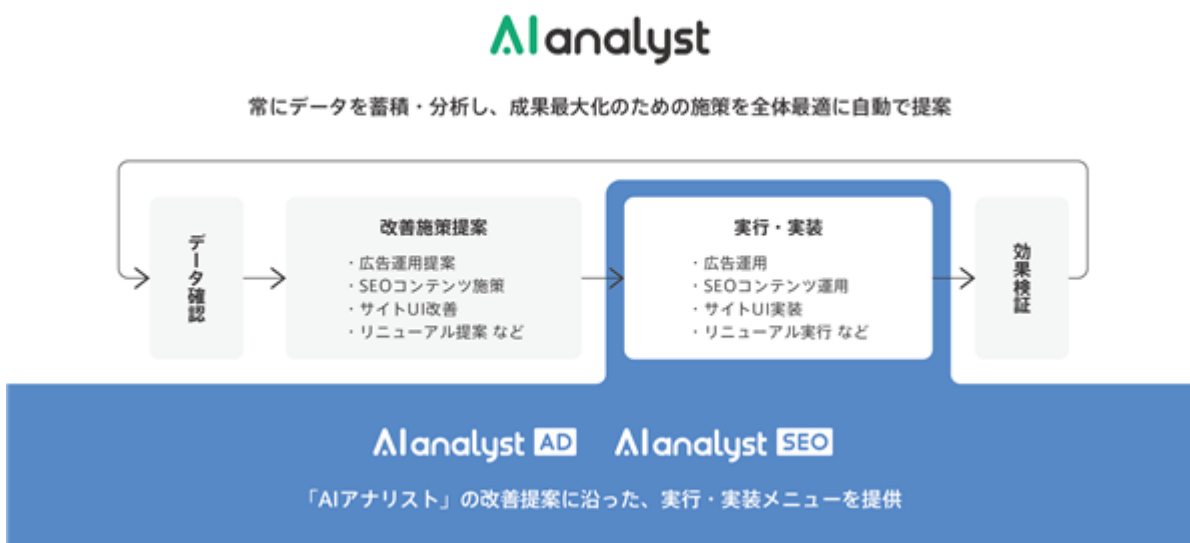 AI analyst
常にデータを蓄積・分析し、成果最大化のための施策を全体最適に自動で提案
データ確認
改善施策提案
・広告運用提案
・SEOコンテンツ施策
・サイトUI改善
・リニューアル提案 など
実行・実装
・広告運用
・SEOコンテンツ運用
・サイトUI実装
・リニューアル実行 など
効果検証
AI analyst AD
AI analyst SEO
「AIアナリスト」の改善提案に沿った、実行・実装メニューを提供